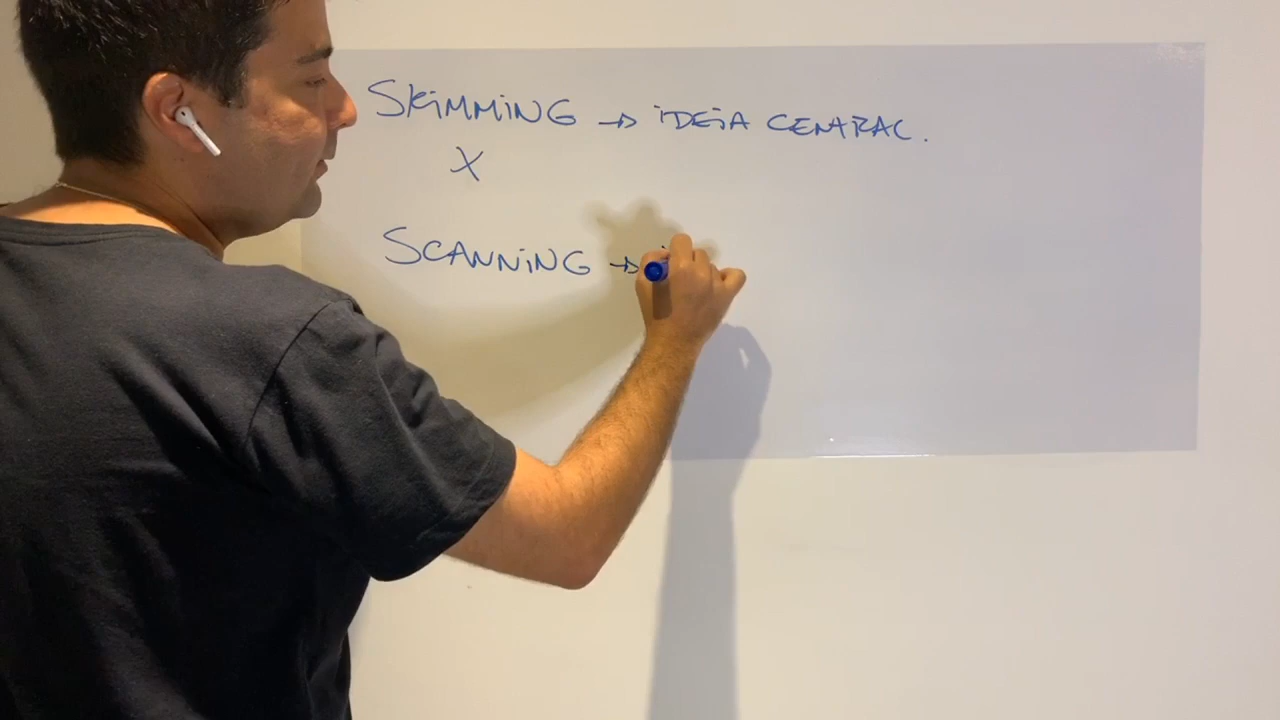 SKiMMiNG → iDEiA CENTRAL.
X
SCANNiNG →